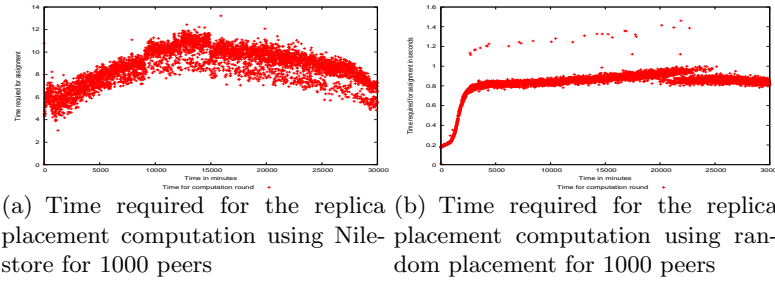 14
12
10
8
6
4
2
0
Time required for assignment
0 5000 10000 15000 20000 25000 30000
Time in minutes
Time for computation round
1.6
1.4
1.2
1
0.8
0.6
0.4
0.2
0
Time required for assignment in seconds
0 5000 10000 15000 20000 25000 3000
Time in minutes
Time for computation round
(a) Time required for the replica
placement computation using Nile-
store for 1000 peers
(b) Time required for the replica
placement computation using ran-
dom placement for 1000 peers